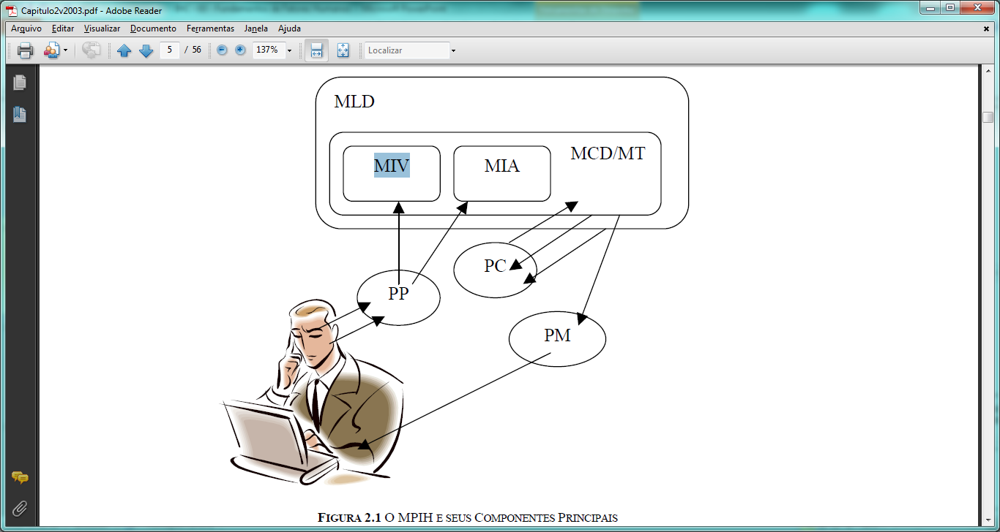 Capitulo2v2003.pdf - Adobe Reader
Arquivo Editar Visualizar Documento Ferramentas Janela Ajuda
5 / 56 137% Localizar
MLD
MIV MIA MCD/MT
PC
PP
PM
FIGURA 2.1 O MPIH E SEUS COMPONENTES PRINCIPAIS